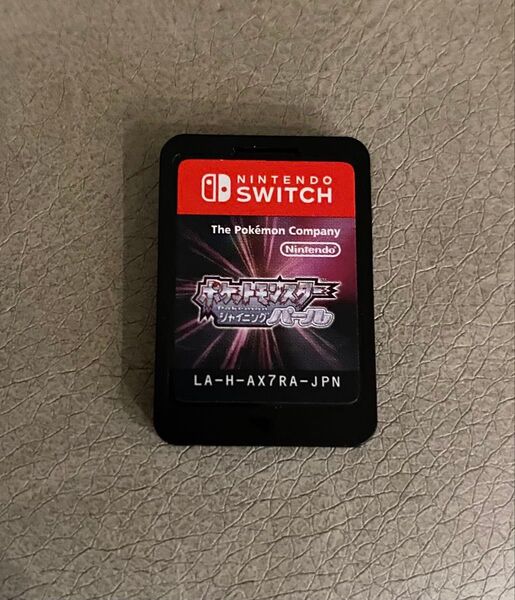 NINTENDO
SWITCH
The Pokémon Company
Nintendo
ポケットモンスター
Pokémon
シャイニング パール
LA-H-AX7RA-JPN